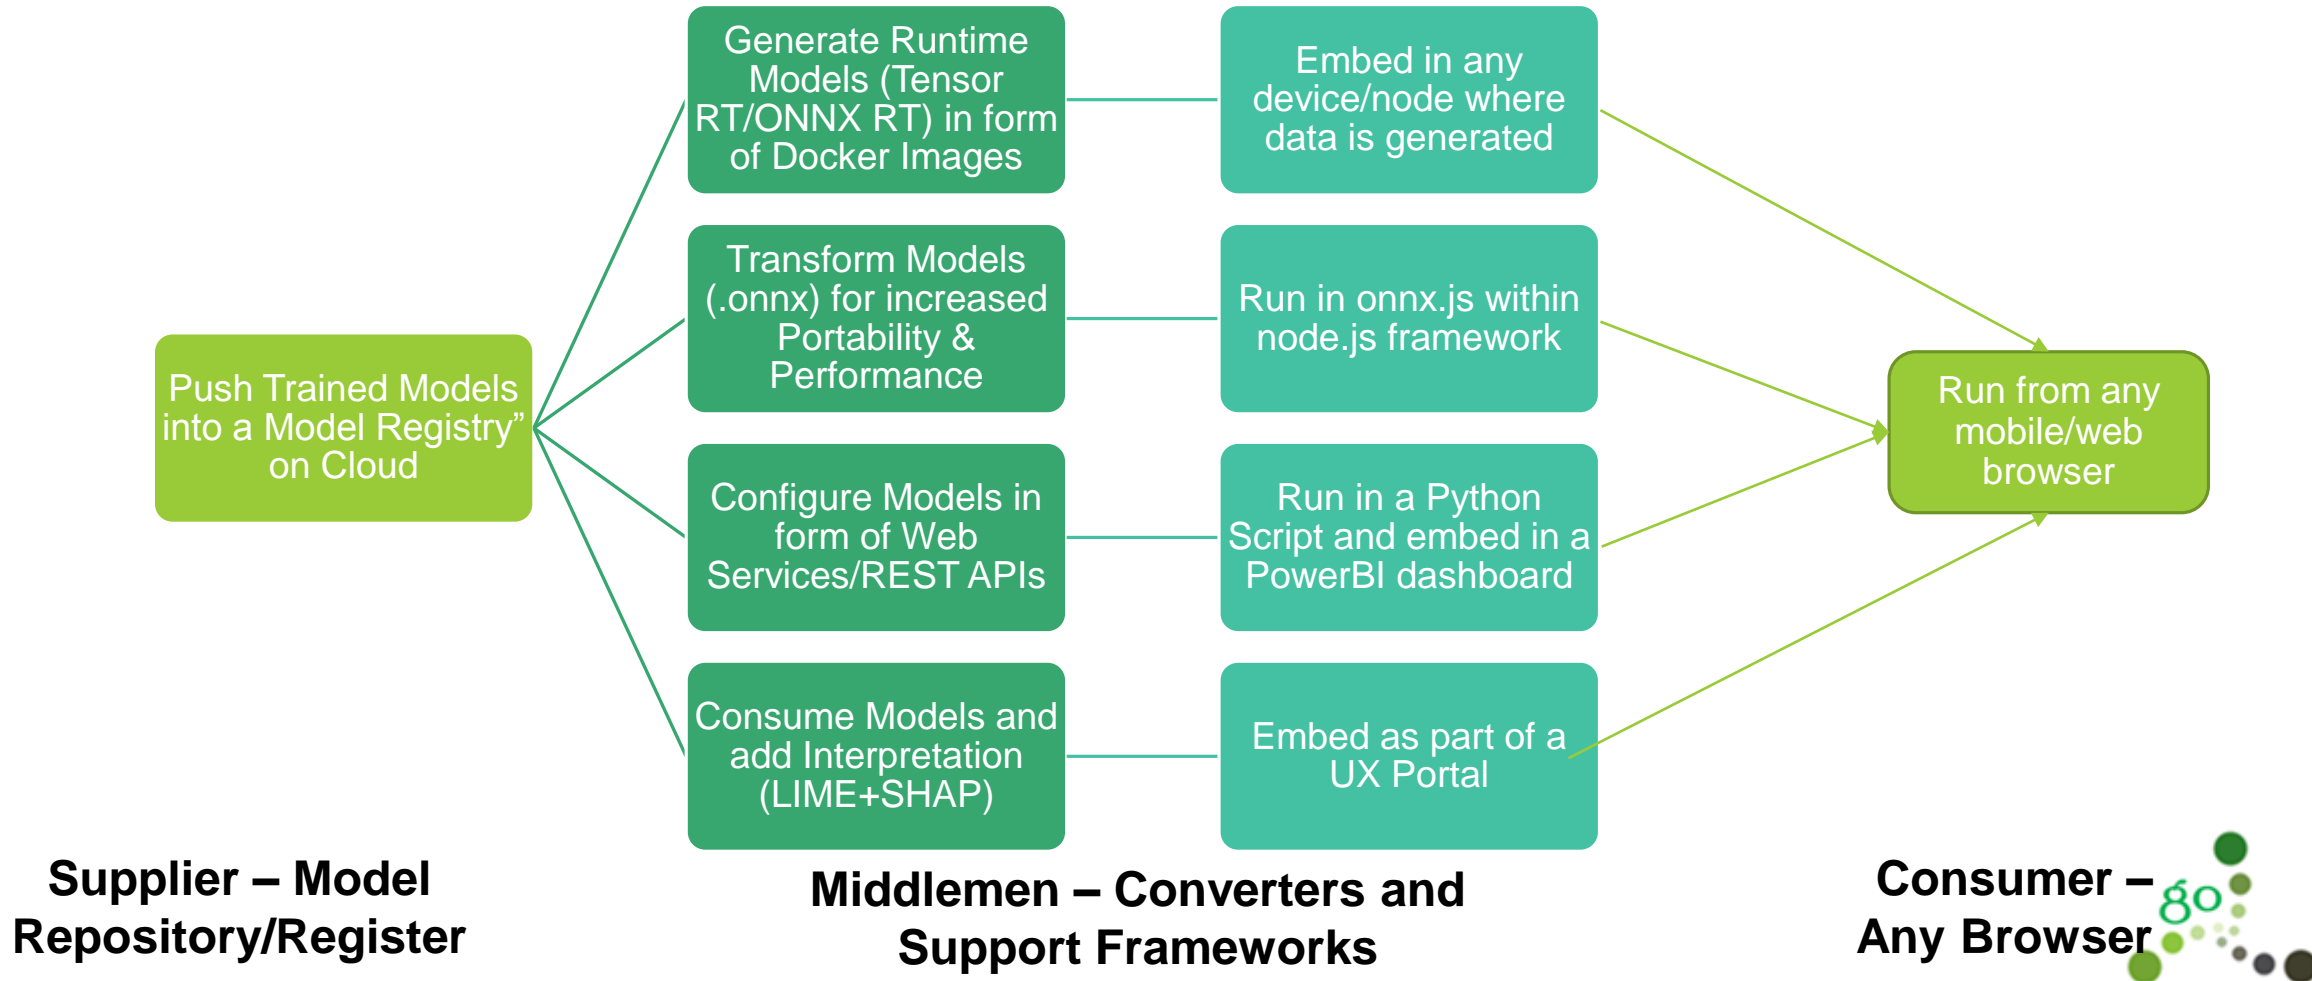 Generate Runtime
Models (Tensor
RT/ONNX RT) in form
of Docker Images
Embed in any
device/node where
data is generated
Transform Models
(.onnx) for increased
Portability &
Performance
Run in onnx.js within
node.js framework
Push Trained Models
into a Model Registry”
on Cloud
Run from any
mobile/web
browser
Configure Models in
form of Web
Services/REST APIs
Run in a Python
Script and embed in a
PowerBI dashboard
Consume Models and
add Interpretation
(LIME+SHAP)
Embed as part of a
UX Portal
Supplier – Model
Repository/Register
Middlemen – Converters and
Support Frameworks
Consumer –
Any Browser
go